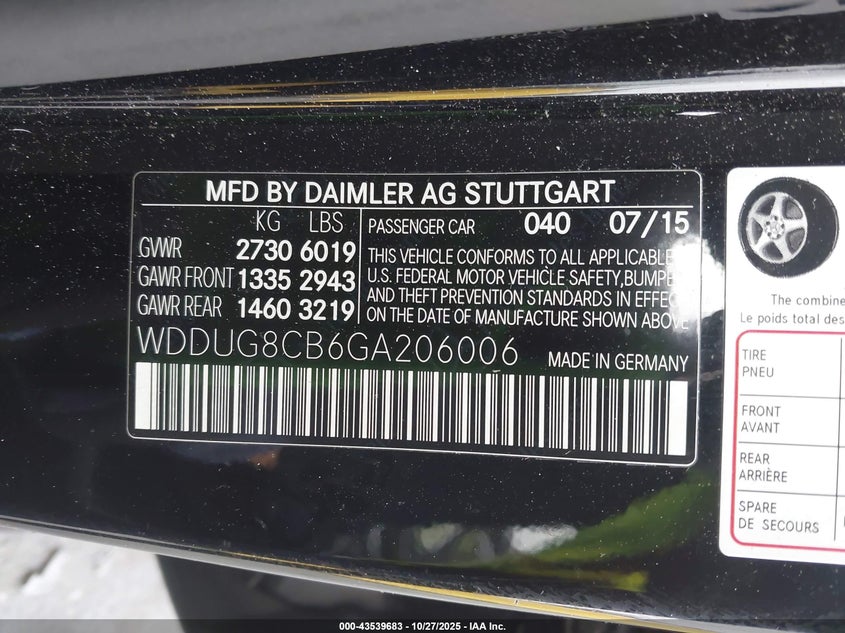 MFD BY DAIMLER AG STUTTGART
KG LBS
GVWR 2730 6019
GAWR FRONT 1335 2943
GAWR REAR 1460 3219
PASSENGER CAR 040 07/15
THIS VEHICLE CONFORMS TO ALL APPLICABLE
U.S. FEDERAL MOTOR VEHICLE SAFETY, BUMPE
AND THEFT PREVENTION STANDARDS IN EFFECT
ON THE DATE OF MANUFACTURE SHOWN ABOVE
WDDUG8CB6GA206006 MADE IN GERMANY
The combine
Le poids total des
TIRE
PNEU
FRONT
AVANT
REAR
ARRIÈRE
SPARE
DE SECOURS
000-43539683 - 10/27/2025 - IAA Inc.